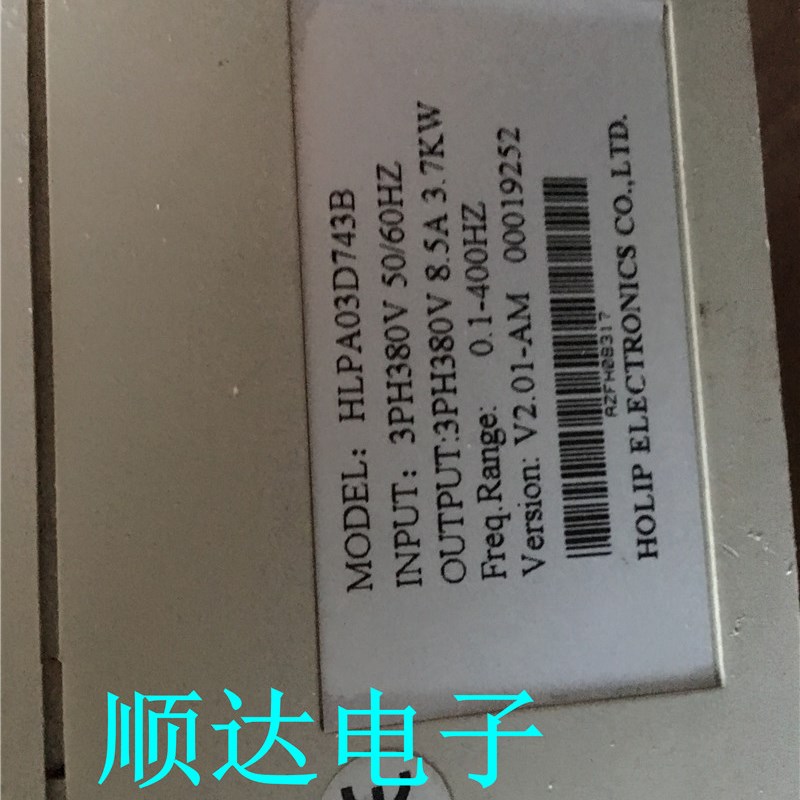 MODEL: HLPA03D743B
INPUT: 3PH380V 50/60HZ
OUTPUT:3PH380V 8.5A 3.7KW
Freq.Range: 0.1-400HZ
Version: V2.01-AM 00019252
AZFH08317
HOLIP ELECTRONICS CO.,LTD.
顺达电子
CE